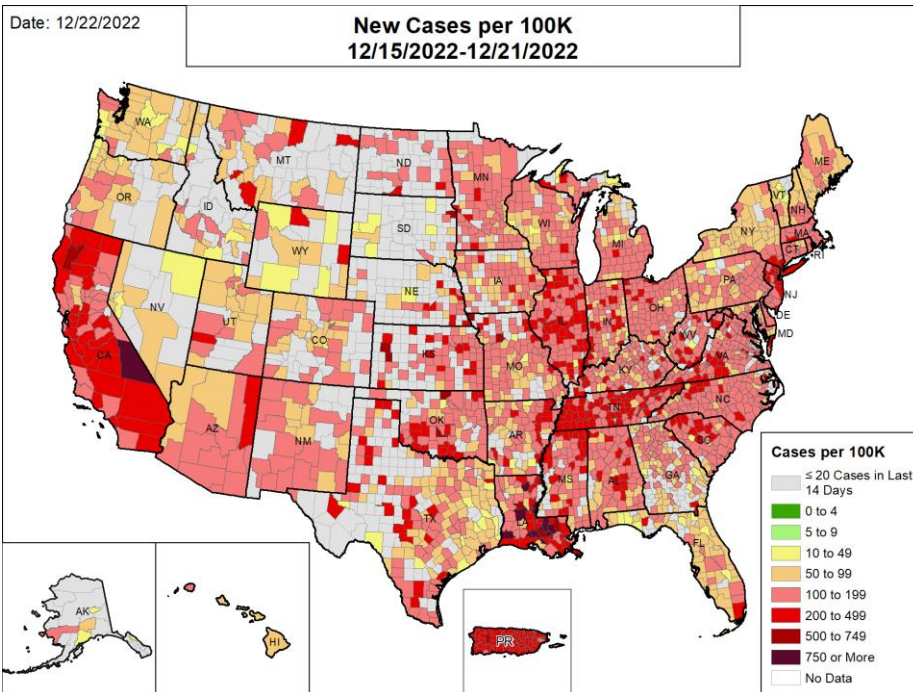 Date: 12/22/2022
New Cases per 100K
12/15/2022-12/21/2022
WA
MT
ND
MN
ME
OR
ID
SD
WI
VT
NH
WY
MI
NY
MA
CT
RI
NV
NE
IA
PA
NJ
UT
CO
IL
IN
OH
DE
MD
CA
KS
MO
WV
VA
KY
AZ
NM
OK
AR
TN
NC
SC
TX
LA
MS
AL
GA
FL
AK
HI
PR
Cases per 100K
≤ 20 Cases in Last
14 Days
0 to 4
5 to 9
10 to 49
50 to 99
100 to 199
200 to 499
500 to 749
750 or More
No Data